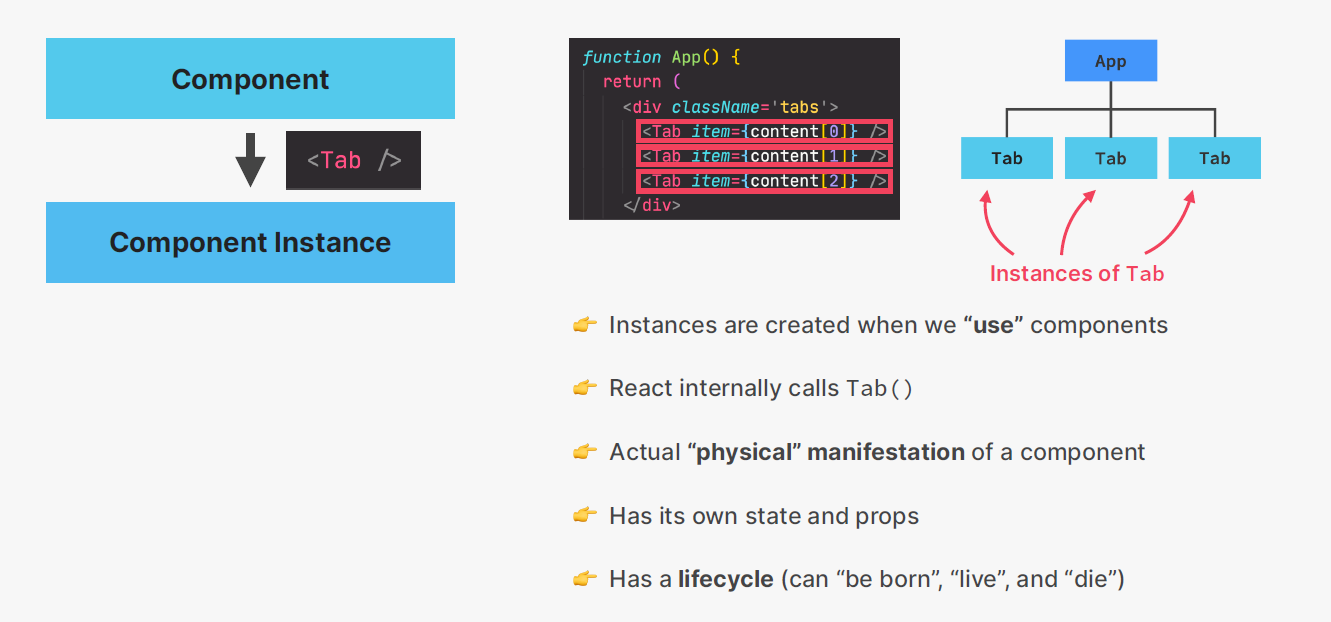 Component
<Tab />
Component Instance
function App() {
return (
<div className='tabs'>
<Tab item={content[0]} />
<Tab item={content[1]} />
<Tab item={content[2]} />
</div>
App
Tab
Tab
Tab
Instances of Tab
👉 Instances are created when we “use” components
👉 React internally calls Tab()
👉 Actual “physical” manifestation of a component
👉 Has its own state and props
👉 Has a lifecycle (can “be born”, “live”, and “die”)